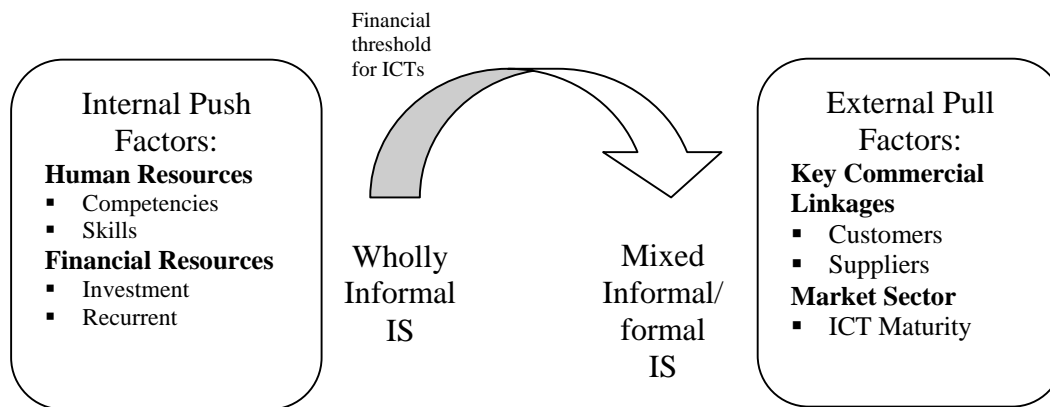 Internal Push
Factors:
Human Resources
▪ Competencies
▪ Skills
Financial Resources
▪ Investment
▪ Recurrent
Financial
threshold
for ICTs
Wholly
Informal
IS
Mixed
Informal/
formal
IS
External Pull
Factors:
Key Commercial
Linkages
▪ Customers
▪ Suppliers
Market Sector
▪ ICT Maturity